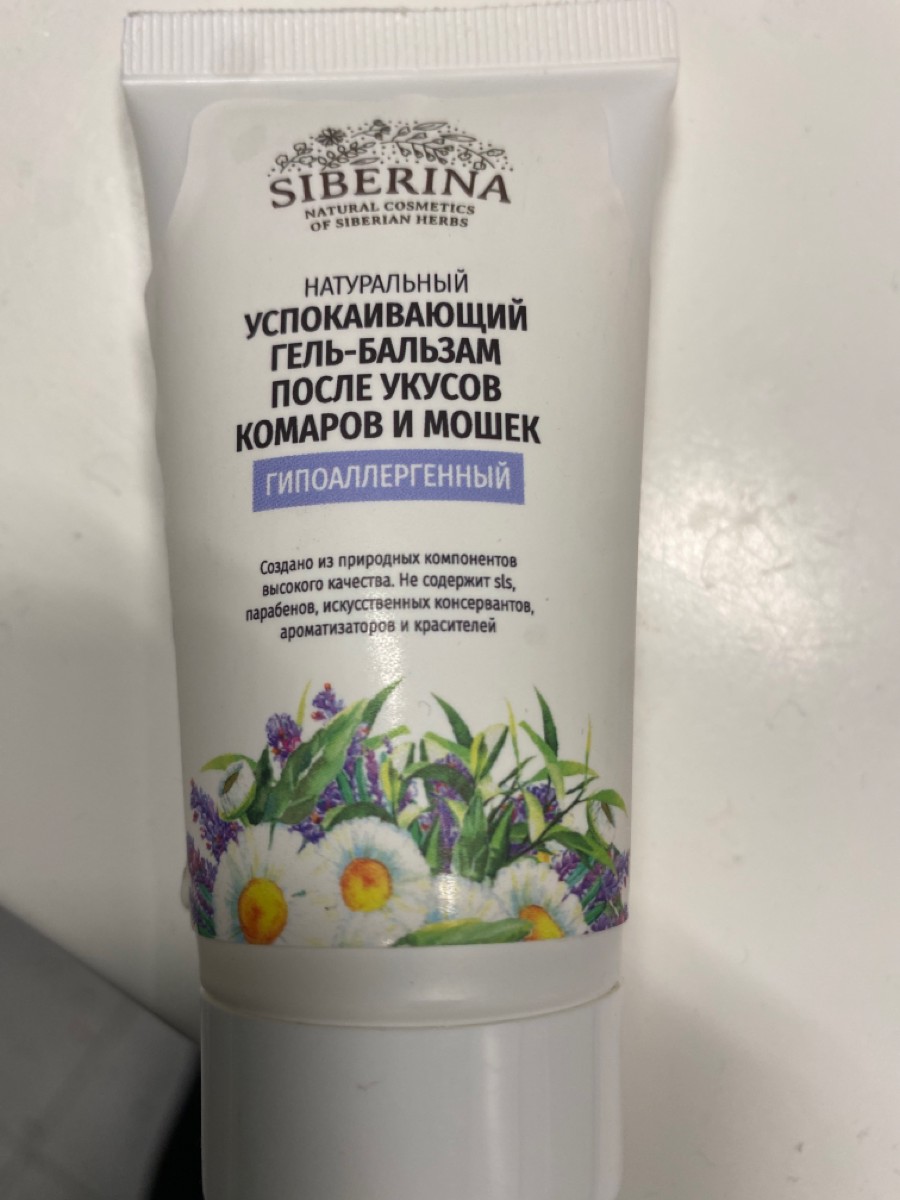 SIBERINA
NATURAL COSMETICS
OF SIBERIAN HERBS
НАТУРАЛЬНЫЙ
УСПОКАИВАЮЩИЙ
ГЕЛЬ-БАЛЬЗАМ
ПОСЛЕ УКУСОВ
КОМАРОВ И МОШЕК
ГИПОАЛЛЕРГЕННЫЙ
Создано из природных компонентов
высокого качества. Не содержит sls,
парабенов, искусственных консервантов,
ароматизаторов и красителей